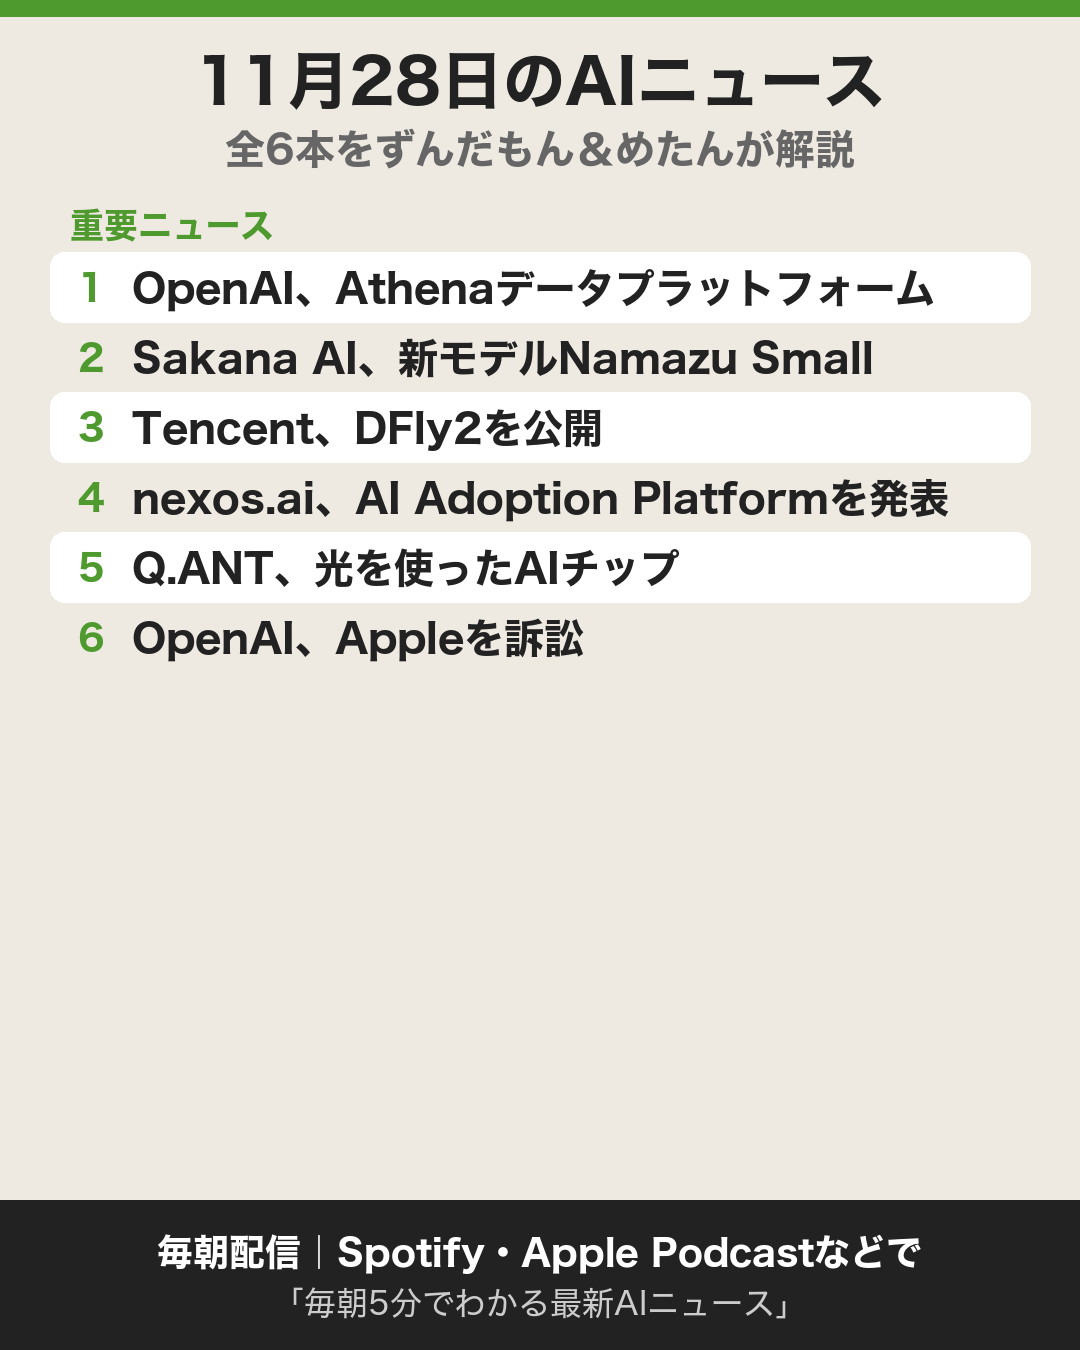 11月28日のAIニュース
全6本をずんだもん&めたんが解説
重要ニュース
1 OpenAI、Athenaデータプラットフォーム
2 Sakana AI、新モデルNamazu Small
3 Tencent、DFly2を公開
4 nexos.ai、AI Adoption Platformを発表
5 Q.ANT、光を使ったAIチップ
6 OpenAI、Appleを訴訟
毎朝配信｜Spotify・Apple Podcastなどで
「毎朝5分でわかる最新AIニュース」